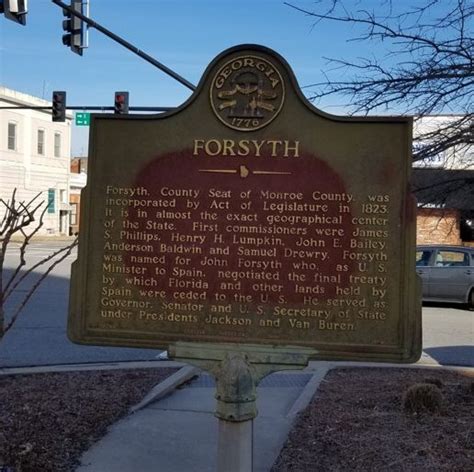 GEORGIA
1776
FORSYTH
Forsyth, County Seat of Monroe County, was
incorporated by Act of Legislature in 1823.
It is in almost the exact geographical center
of the State. First commissioners were James
S. Philips, Henry H. Lumpkin, John E. Bailey,
Anderson Baldwin, and Samuel Drewry. Forsyth
was named for John Forsyth who, as U. S.
Minister to Spain, negotiated the final treaty
by which Florida and other lands held by
Spain were ceded to the U. S. He served as
Governor, Senator and U. S. Secretary of State
under Presidents Jackson and Van Buren.